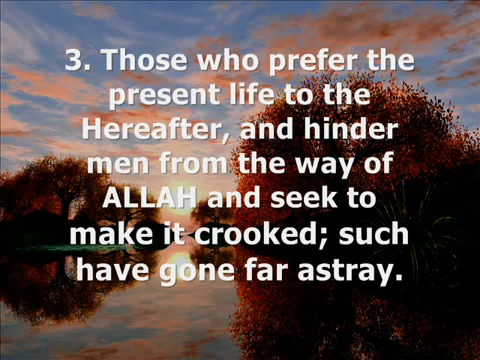 3. Those who prefer the
present life to the
Hereafter, and hinder
men from the way of
ALLAH and seek to
make it crooked; such
have gone far astray.